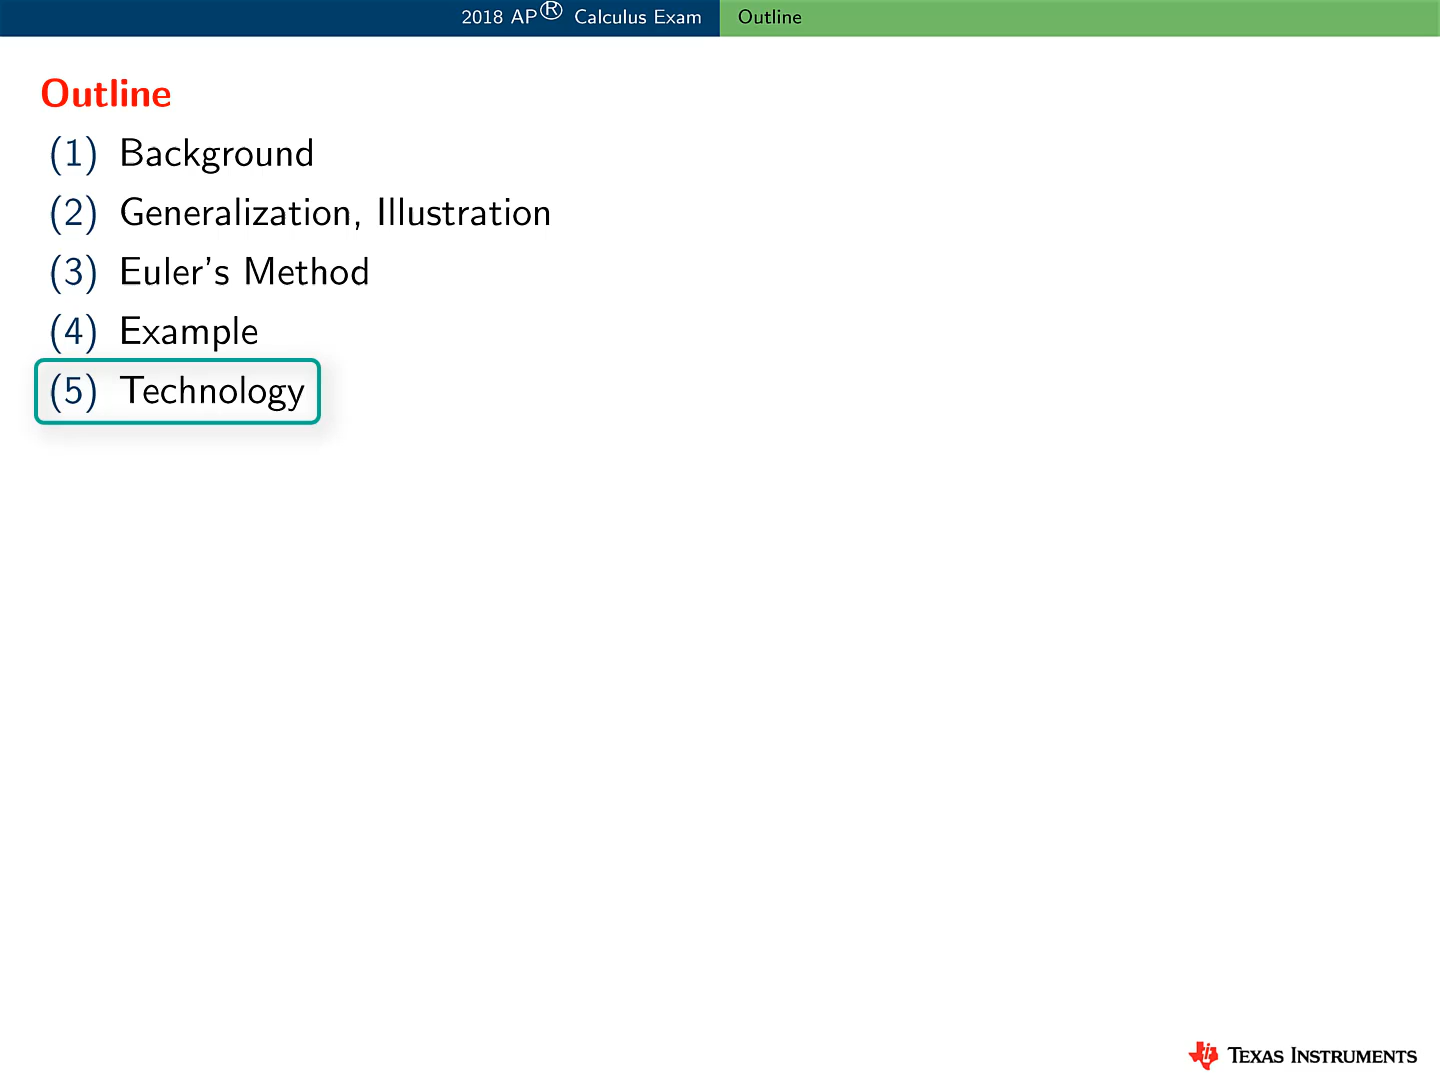 2018 AP® Calculus Exam Outline
Outline
(1) Background
(2) Generalization, Illustration
(3) Euler's Method
(4) Example
(5) Technology
TEXAS INSTRUMENTS